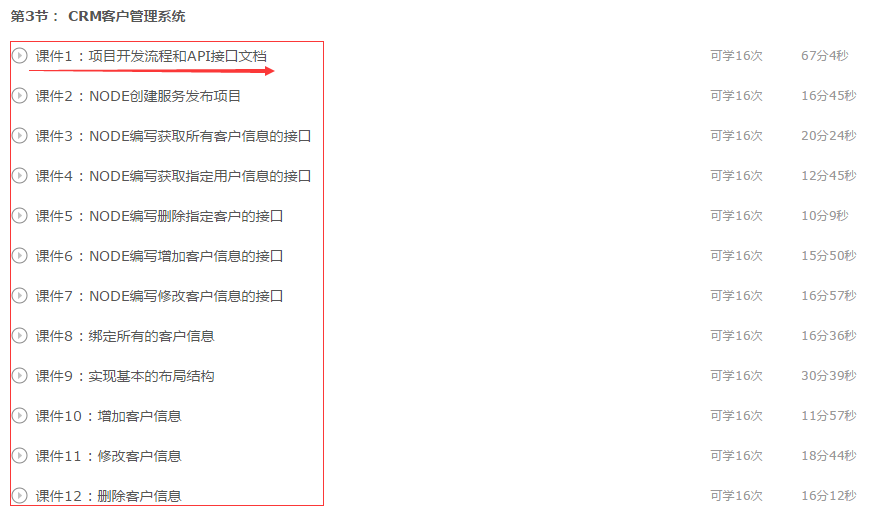 第3节： CRM客户管理系统
课件1：项目开发流程和API接口文档 可学16次 67分4秒
课件2：NODE创建服务发布项目 可学16次 16分45秒
课件3：NODE编写获取所有客户信息的接口 可学16次 20分24秒
课件4：NODE编写获取指定用户信息的接口 可学16次 12分45秒
课件5：NODE编写删除指定客户的接口 可学16次 10分9秒
课件6：NODE编写增加客户信息的接口 可学16次 15分50秒
课件7：NODE编写修改客户信息的接口 可学16次 16分57秒
课件8：绑定所有的客户信息 可学16次 16分36秒
课件9：实现基本的布局结构 可学16次 30分39秒
课件10：增加客户信息 可学16次 11分57秒
课件11：修改客户信息 可学16次 18分44秒
课件12：删除客户信息 可学16次 16分12秒